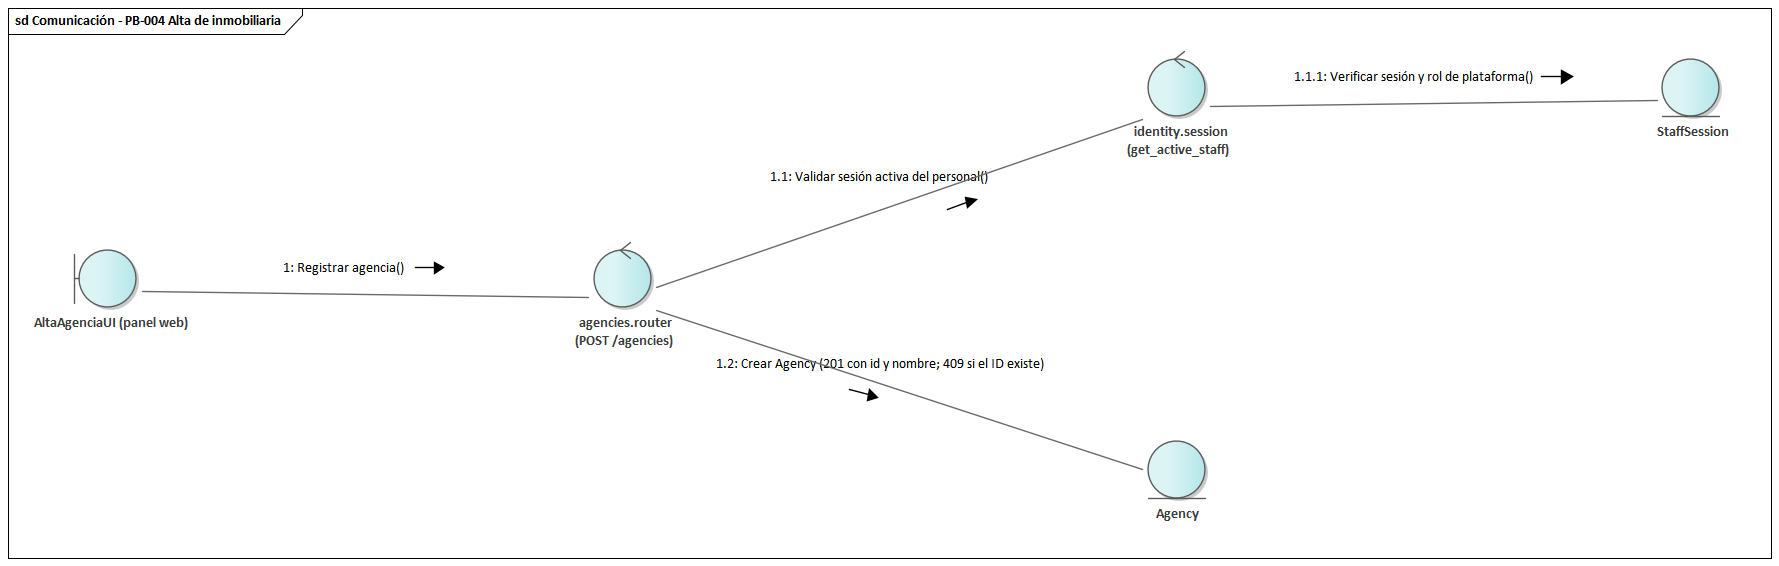 sd Comunicación - PB-004 Alta de inmobiliaria
1.1.1: Verificar sesión y rol de plataforma()
identity.session
(get_active_staff)
StaffSession
1.1: Validar sesión activa del personal()
1: Registrar agencia()
AltaAgenciaUI (panel web)
agencies.router
(POST /agencies)
1.2: Crear Agency (201 con id y nombre; 409 si el ID existe)
Agency